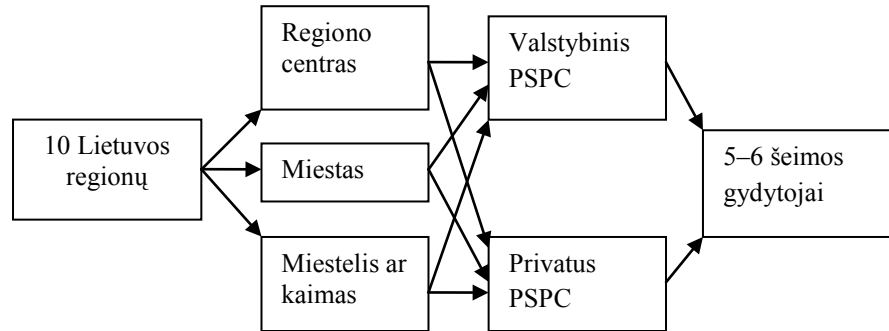 10 Lietuvos
regionų
Regiono
centras
Miestas
Miestelis ar
kaimas
Valstybinis
PSPC
Privatus
PSPC
5–6 šeimos
gydytojai